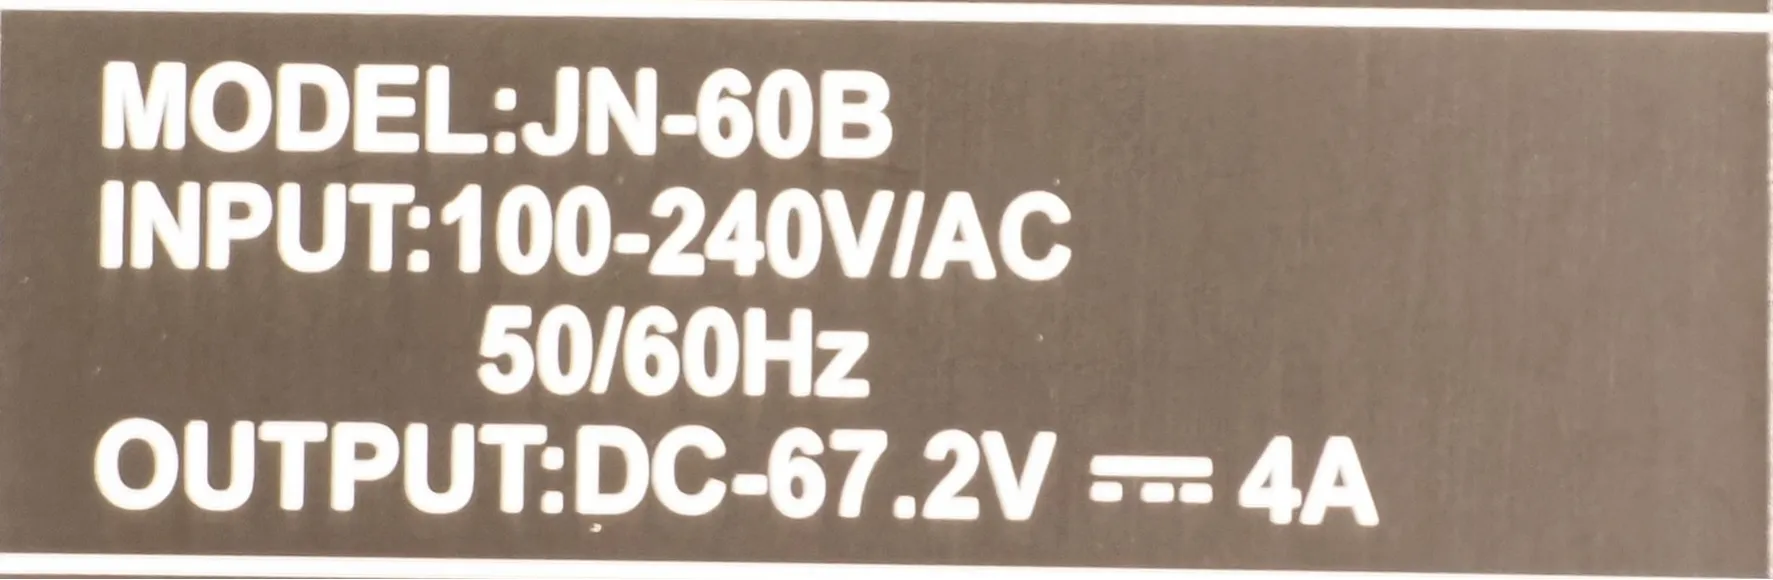 MODEL:JN-60B
INPUT:100-240V/AC
50/60Hz
OUTPUT:DC-67.2V ⎓ 4A